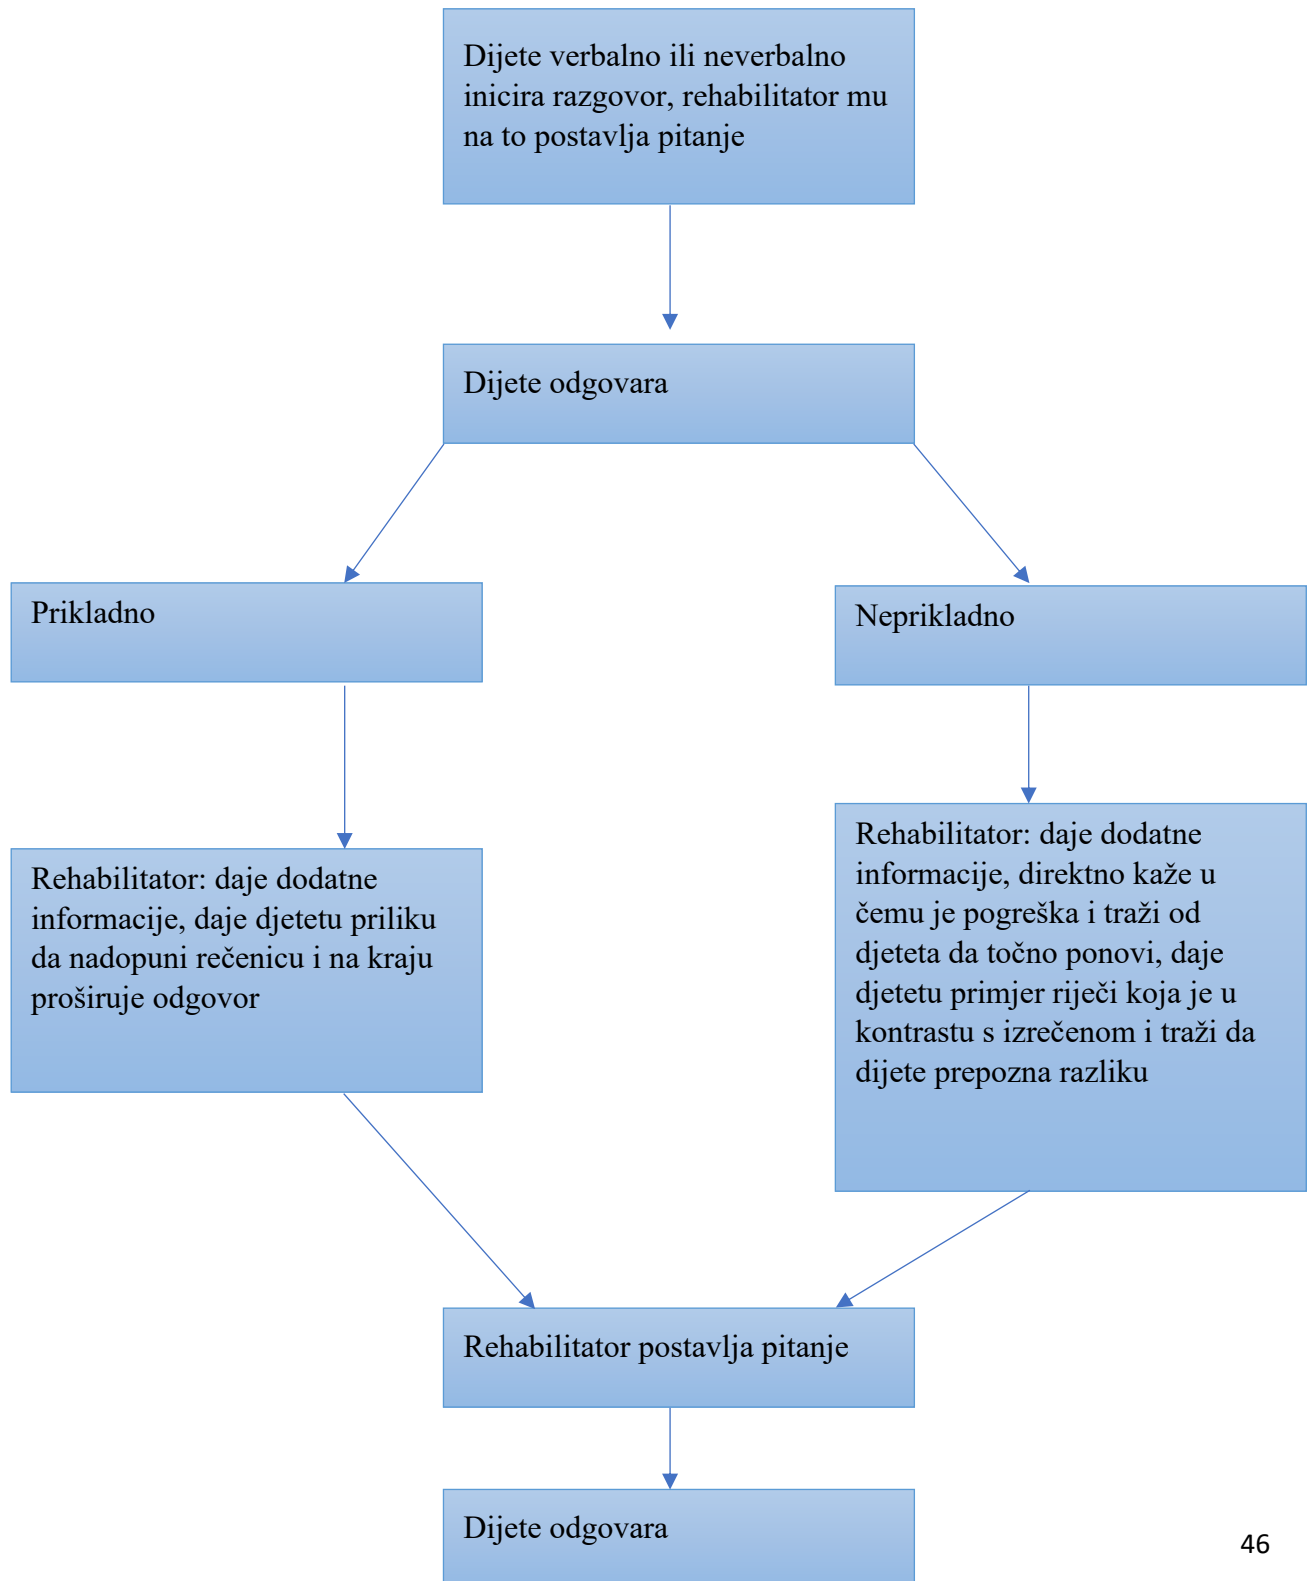 Dijete verbalno ili neverbalno
inicira razgovor, rehabilitator mu
na to postavlja pitanje
Dijete odgovara
Prikladno
Neprikladno
Rehabilitator: daje dodatne
informacije, daje djetetu priliku
da nadopuni rečenicu i na kraju
proširuje odgovor
Rehabilitator: daje dodatne
informacije, direktno kaže u
čemu je pogreška i traži od
djeteta da točno ponovi, daje
djetetu primjer riječi koja je u
kontrastu s izrečenom i traži da
dijete prepozna razliku
Rehabilitator postavlja pitanje
Dijete odgovara
46